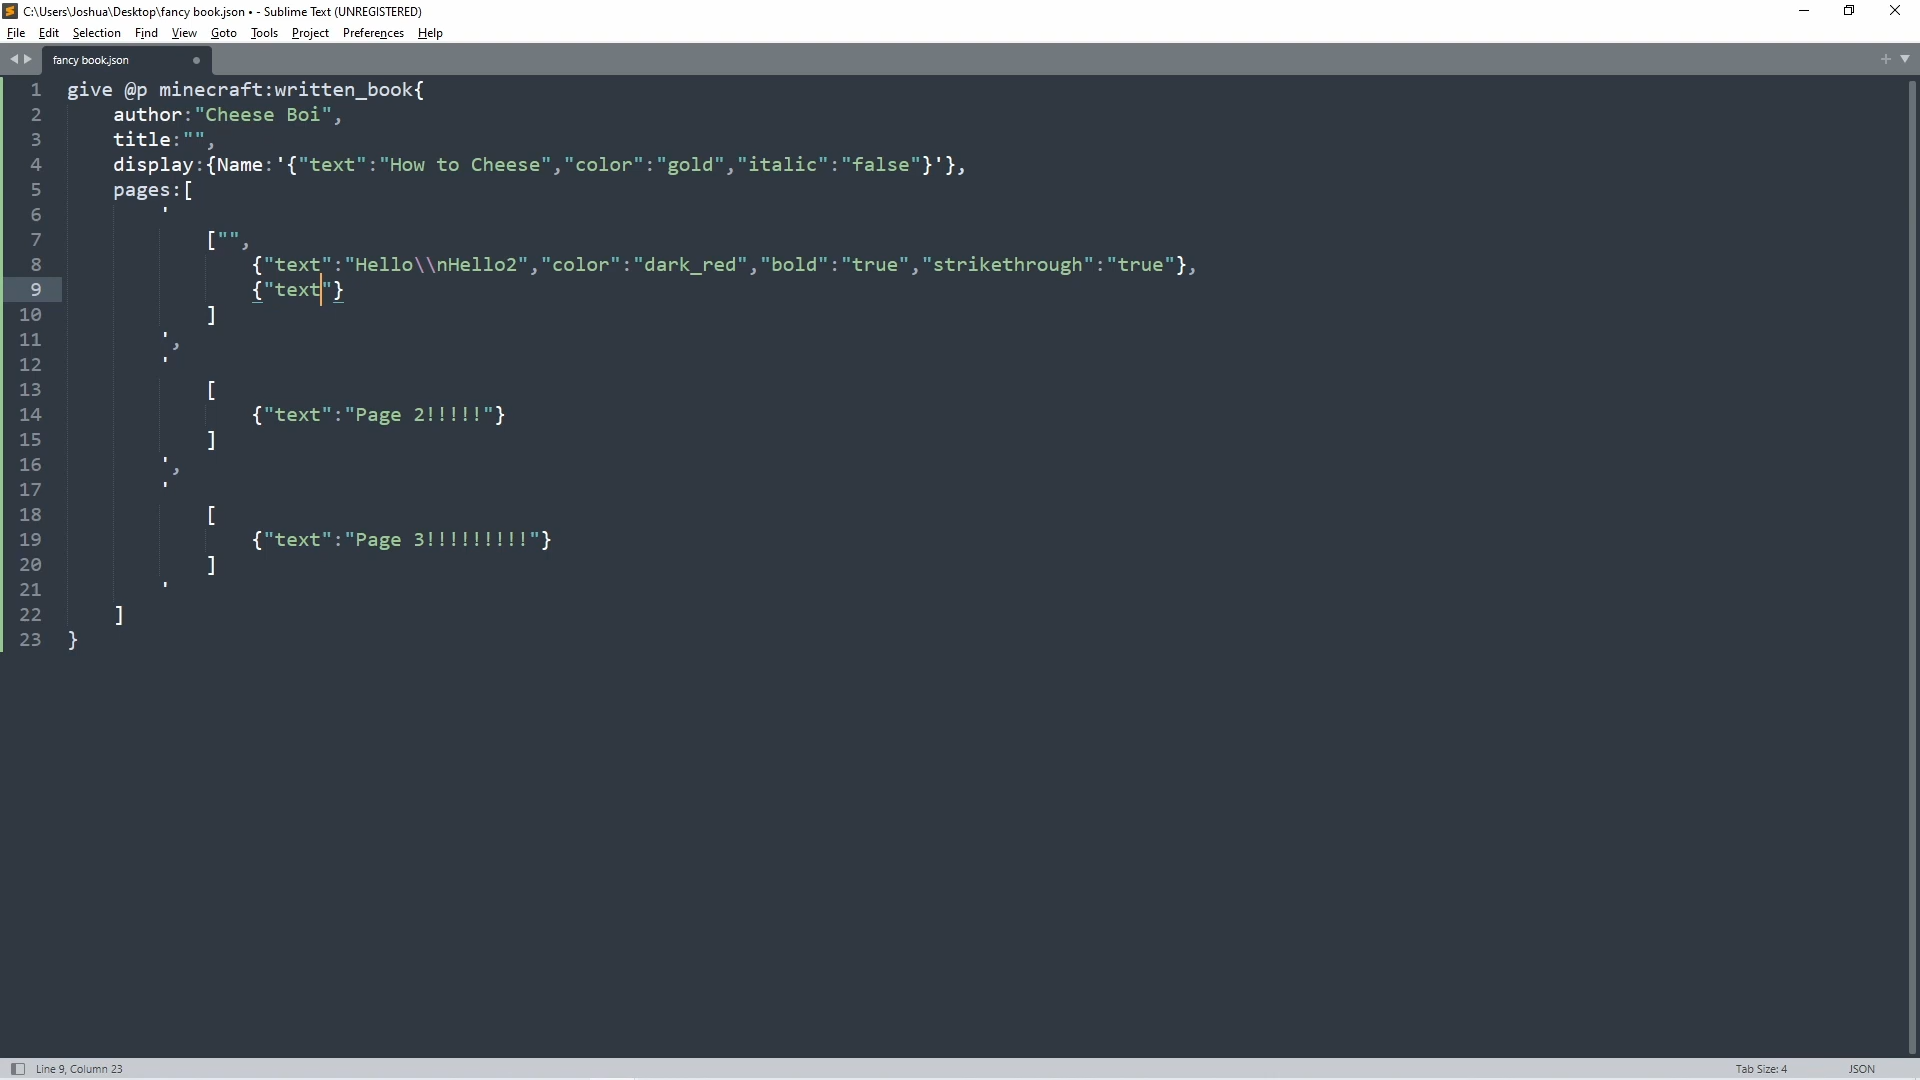 C:\Users\Joshua\Desktop\fancy book.json • - Sublime Text (UNREGISTERED)
File Edit Selection Find View Goto Tools Project Preferences Help
fancy book.json
1 give @p minecraft:written_book{
2 author:"Cheese Boi",
3 title:"",
4 display:{Name:'{"text":"How to Cheese","color":"gold","italic":"false"}'},
5 pages:[
6 '
7 ["",
8 {"text":"Hello\\nHello2","color":"dark_red","bold":"true","strikethrough":"true"},
9 {"text"}
10 ]
11 ',
12 '
13 [
14 {"text":"Page 2!!!!!"}
15 ]
16 ',
17 '
18 [
19 {"text":"Page 3!!!!!!!!!"}
20 ]
21 '
22 ]
23 }
Line 9, Column 23 Tab Size: 4 JSON